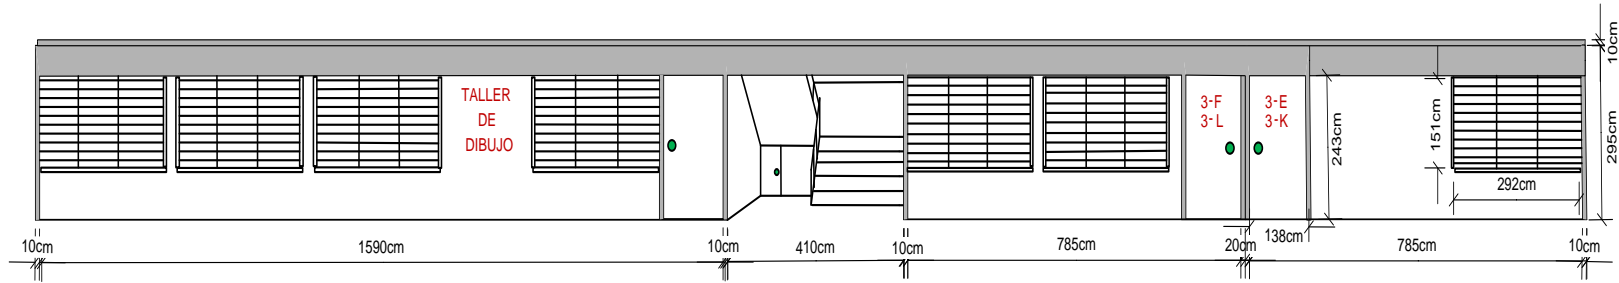 10cm
TALLER
DE
DIBUJO
3-F
3-L
3-E
3-K
243cm
151cm
295cm
292cm
10cm
1590cm
10cm
410cm
10cm
785cm
20cm
138cm
785cm
10cm